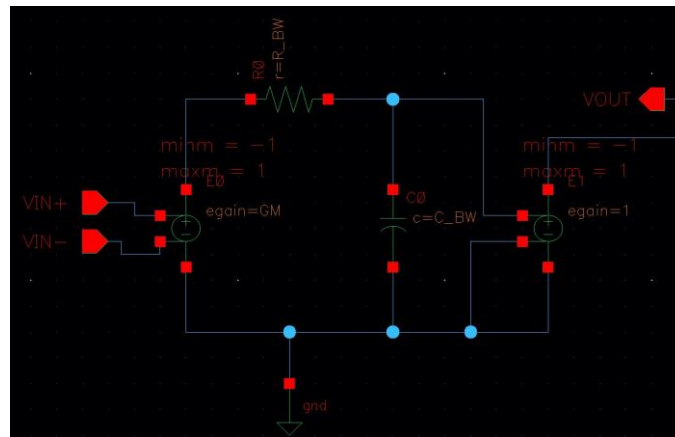 R0
r=R_BW
VOUT
minm = -1
maxm = 1
E0
egain=GM
VIN+
VIN-
C0
c=C_BW
minm = -1
maxm = 1
E1
egain=1
gnd